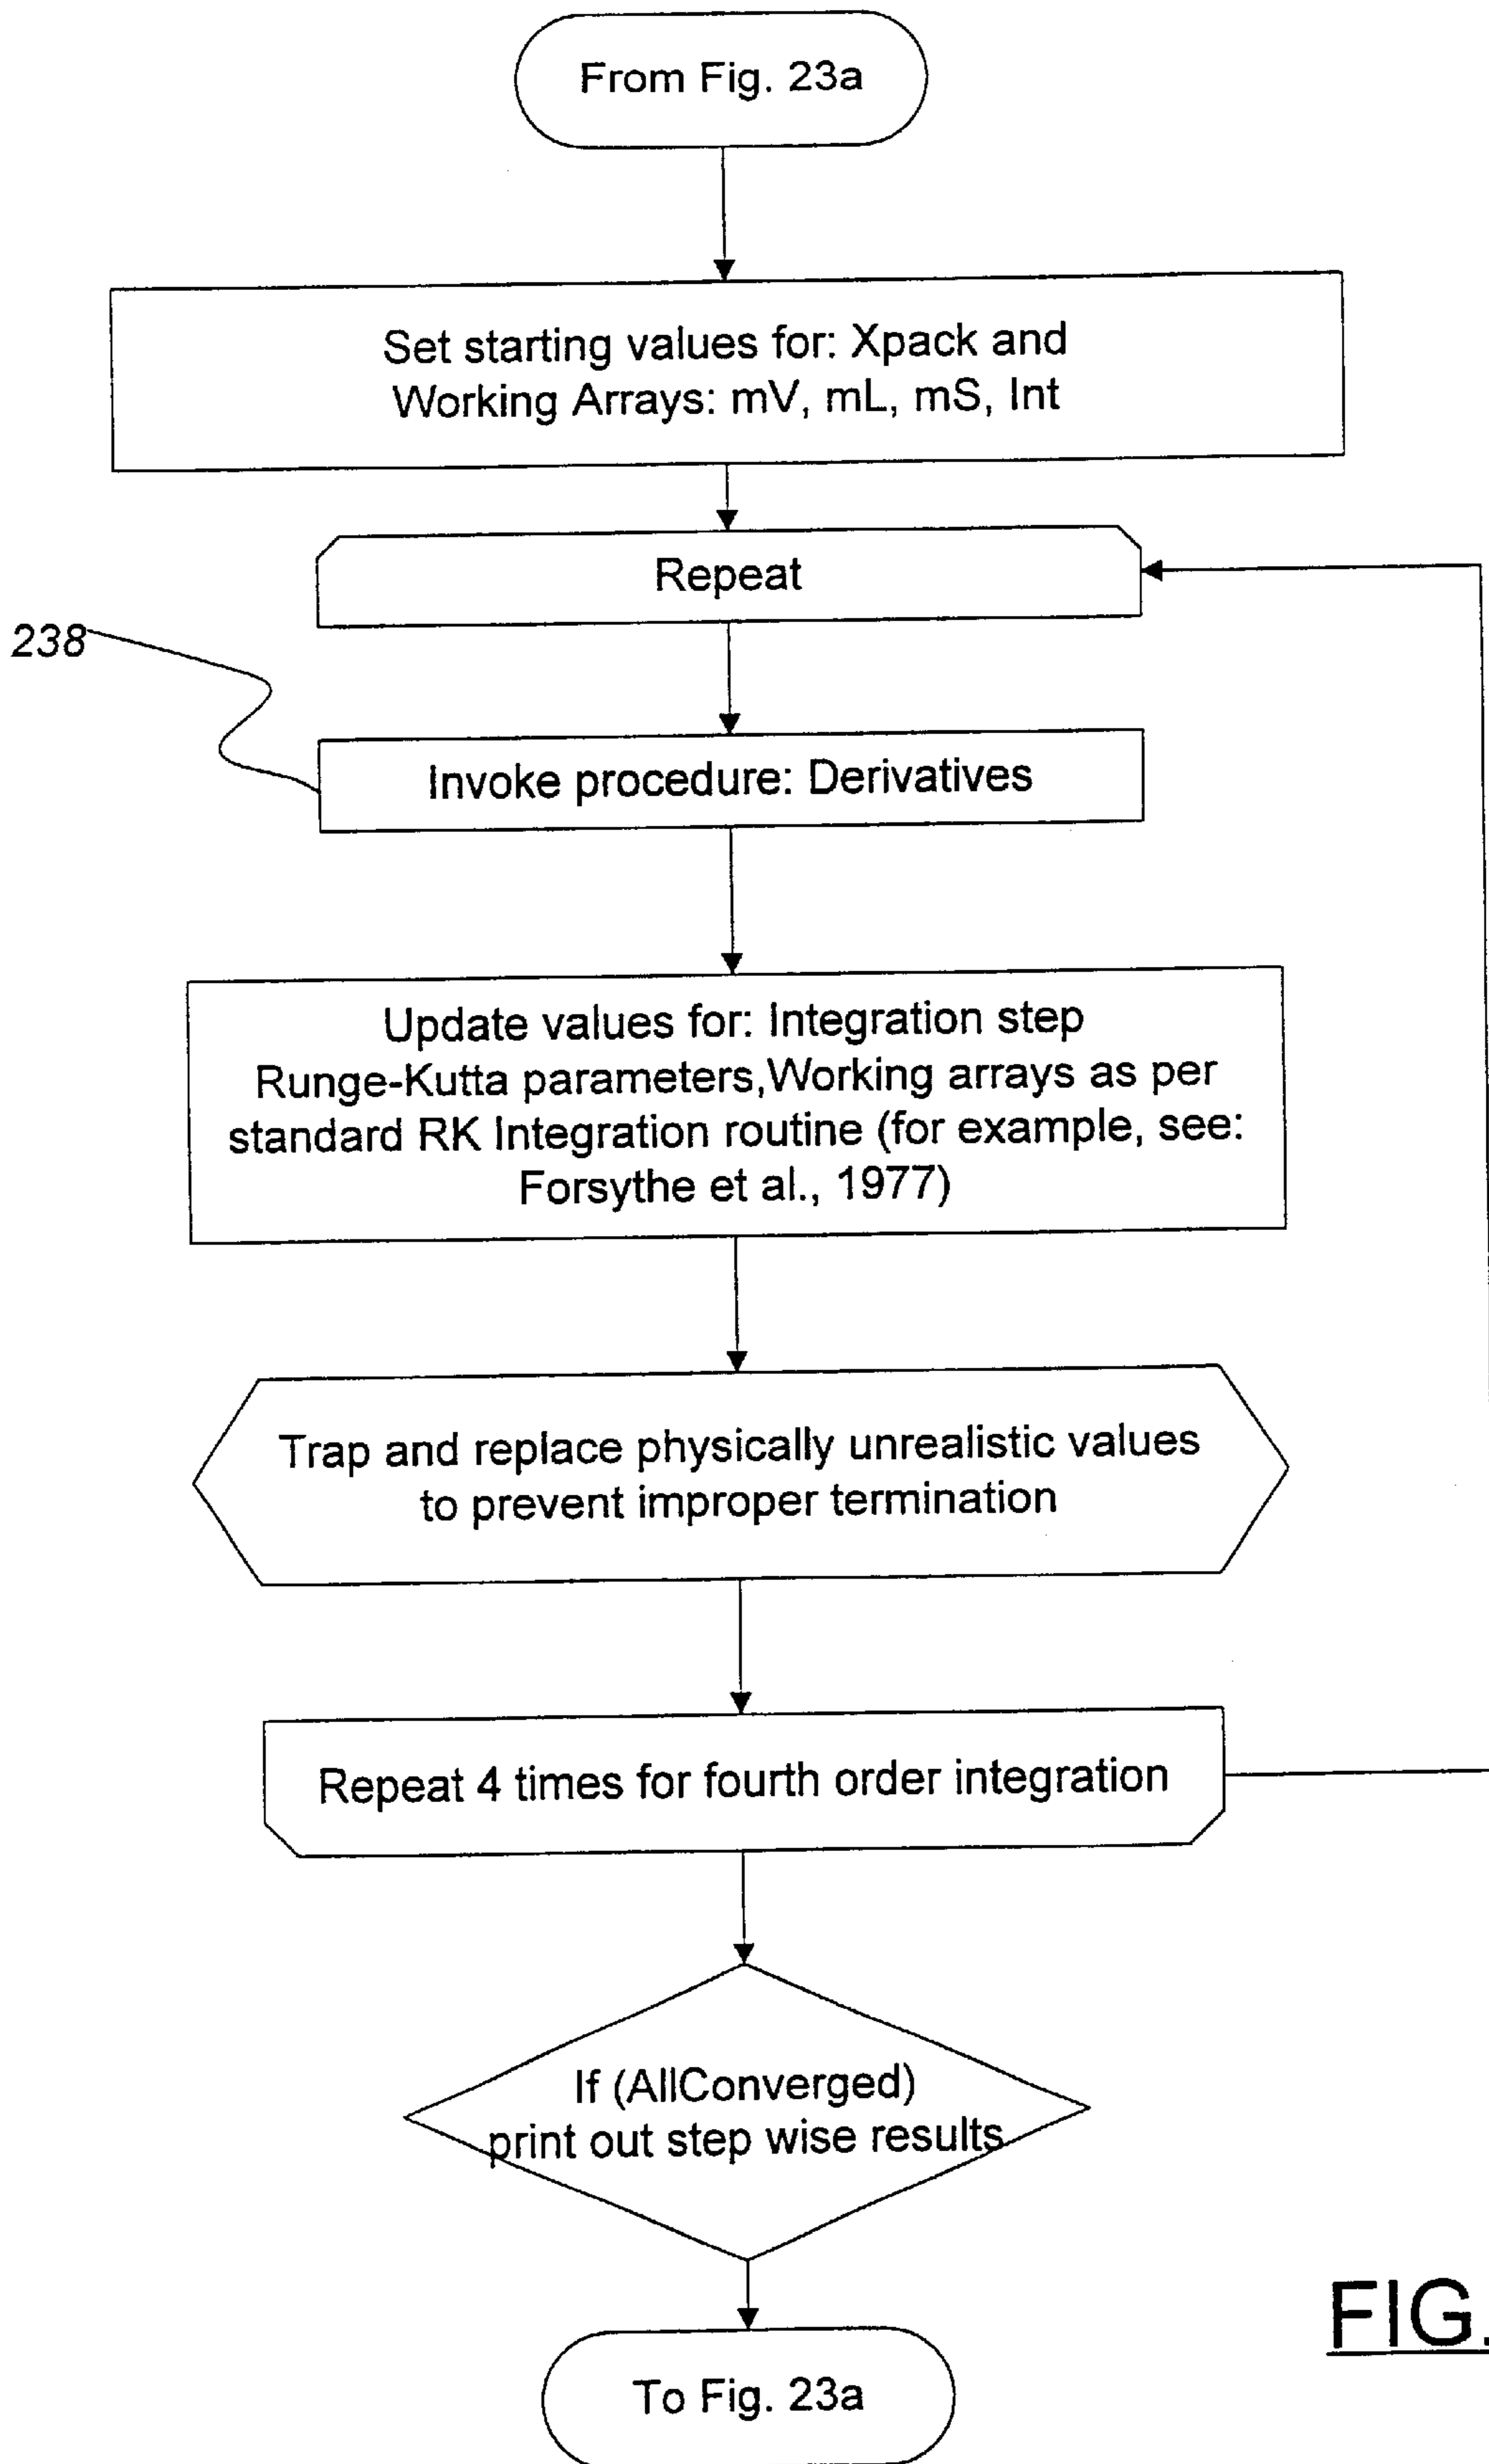 From Fig. 23a
Set starting values for: Xpack and
Working Arrays: mV, mL, mS, Int
Repeat
238
Invoke procedure: Derivatives
Update values for: Integration step
Runge-Kutta parameters,Working arrays as per
standard RK Integration routine (for example, see:
Forsythe et al., 1977)
Trap and replace physically unrealistic values
to prevent improper termination
Repeat 4 times for fourth order integration
If (AllConverged)
print out step wise results
To Fig. 23a
FIG.